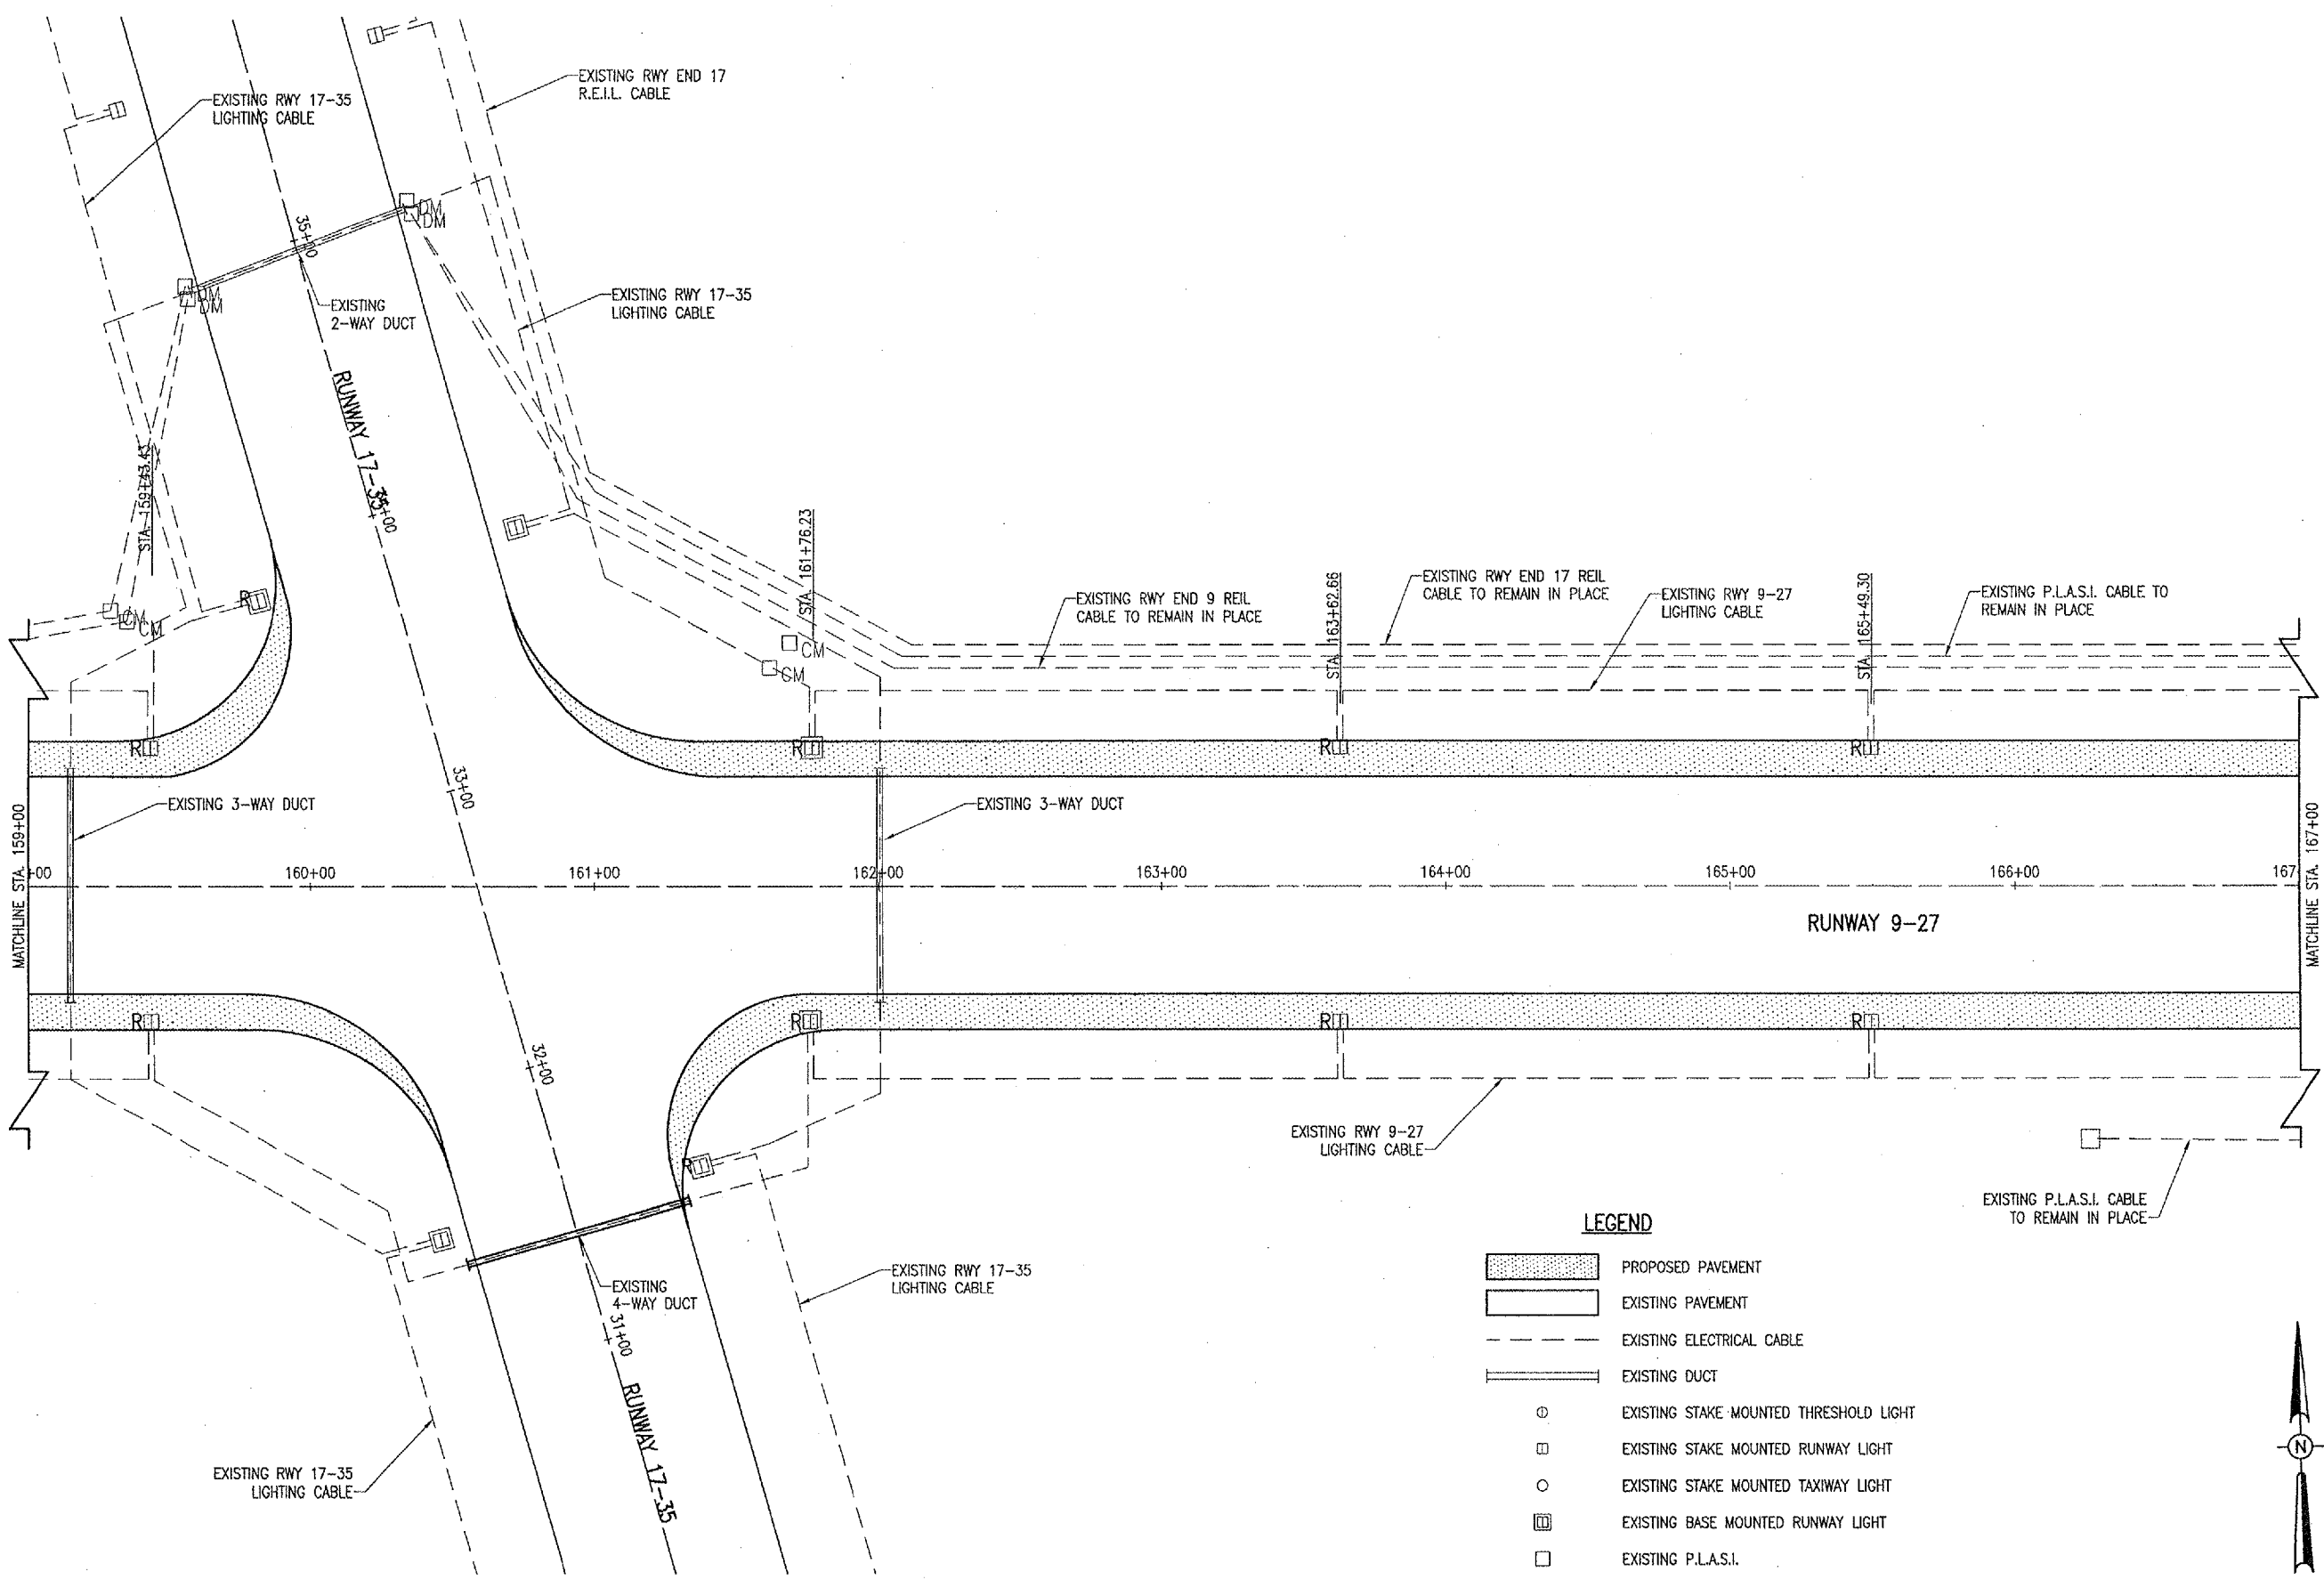 EXISTING RWY END 17
R.E.I.L. CABLE
EXISTING RWY 17-35
LIGHTING CABLE
35+00
DM
DM
DM
DM
EXISTING
2-WAY DUCT
EXISTING RWY 17-35
LIGHTING CABLE
RUNWAY 17-35
STA. 159+43.43
STA. 161+76.23
STA. 163+62.66
STA. 165+49.30
EXISTING RWY END 9 REIL
CABLE TO REMAIN IN PLACE
EXISTING RWY END 17 REIL
CABLE TO REMAIN IN PLACE
EXISTING RWY 9-27
LIGHTING CABLE
EXISTING P.L.A.S.I. CABLE TO
REMAIN IN PLACE
R
CM
CM
CM
CM
R
R
R
R
33+00
EXISTING 3-WAY DUCT
EXISTING 3-WAY DUCT
MATCHLINE STA. 159+00
MATCHLINE STA. 167+00
+00
160+00
161+00
162+00
163+00
164+00
165+00
166+00
167
RUNWAY 9-27
R
R
R
R
32+00
R
EXISTING RWY 9-27
LIGHTING CABLE
EXISTING P.L.A.S.I. CABLE
TO REMAIN IN PLACE
EXISTING RWY 17-35
LIGHTING CABLE
EXISTING
4-WAY DUCT
31+00
RUNWAY 17-35
EXISTING RWY 17-35
LIGHTING CABLE
LEGEND
PROPOSED PAVEMENT
EXISTING PAVEMENT
EXISTING ELECTRICAL CABLE
EXISTING DUCT
EXISTING STAKE MOUNTED THRESHOLD LIGHT
EXISTING STAKE MOUNTED RUNWAY LIGHT
EXISTING STAKE MOUNTED TAXIWAY LIGHT
EXISTING BASE MOUNTED RUNWAY LIGHT
EXISTING P.L.A.S.I.
N